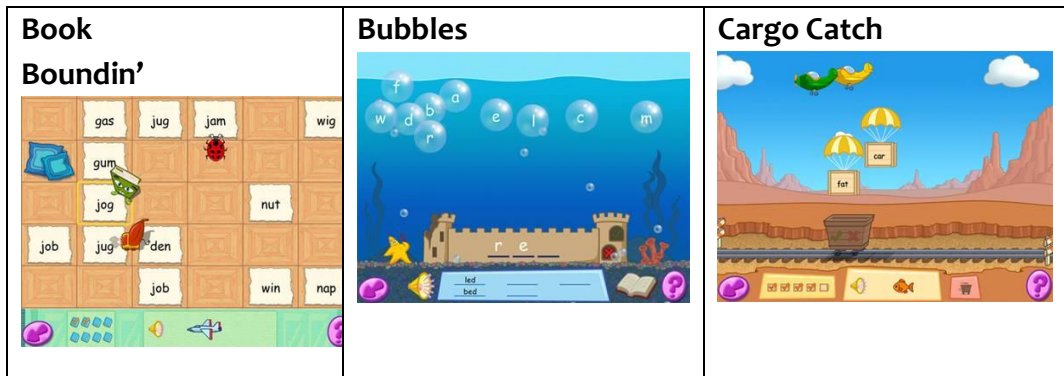 Book
Boundin’
gas jug jam wig
gum
jog nut
job jug den
job win nap
Bubbles
f a
w d b e l c m
r
r e
led
bed
Cargo Catch
car
fat